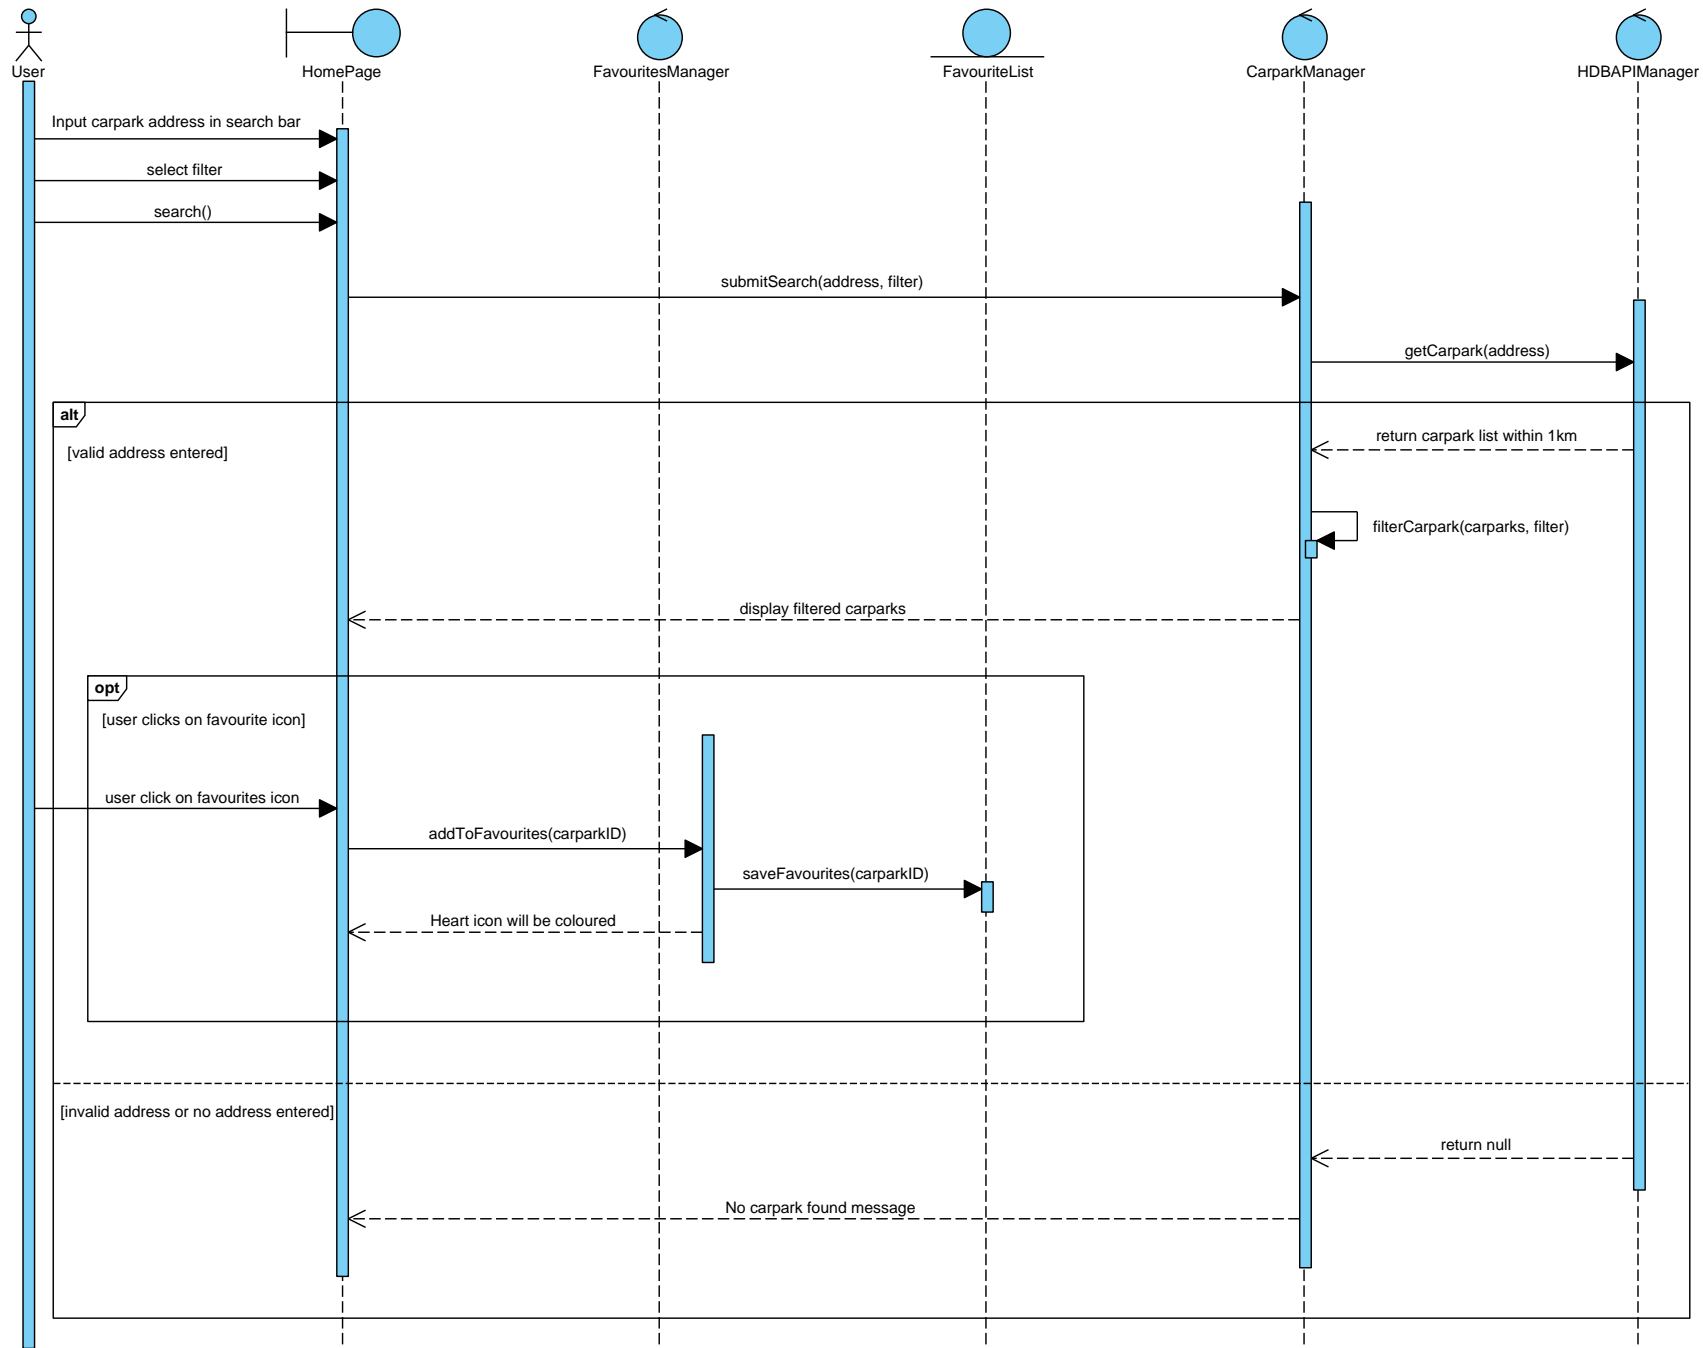 User
HomePage
FavouritesManager
FavouriteList
CarparkManager
HDBAPIManager
Input carpark address in search bar
select filter
search()
submitSearch(address, filter)
getCarpark(address)
alt
return carpark list within 1km
[valid address entered]
filterCarpark(carparks, filter)
display filtered carparks
opt
[user clicks on favourite icon]
user click on favourites icon
addToFavourites(carparkID)
saveFavourites(carparkID)
Heart icon will be coloured
[invalid address or no address entered]
return null
No carpark found message